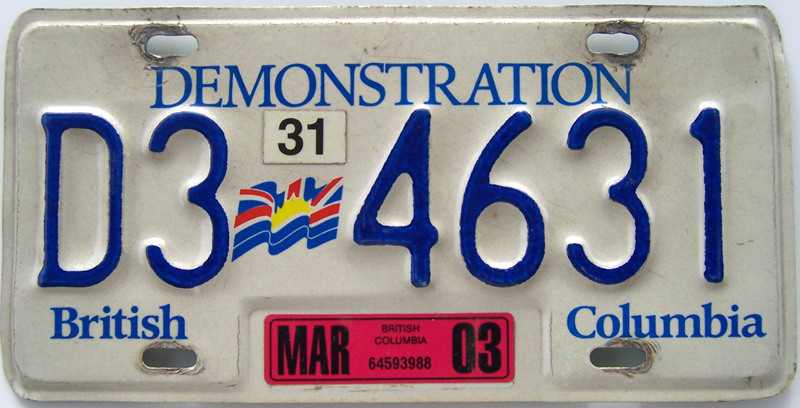 DEMONSTRATION
31
D3 4631
British Columbia
MAR BRITISH COLUMBIA 64593988 03